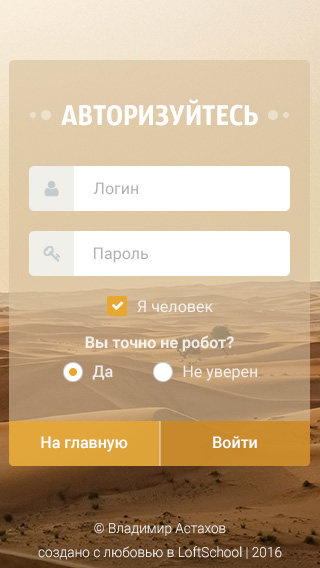 АВТОРИЗУЙТЕСЬ
Логин
Пароль
Я человек
Вы точно не робот?
Да
Не уверен
На главную
Войти
© Владимир Астахов
создано с любовью в LoftSchool | 2016